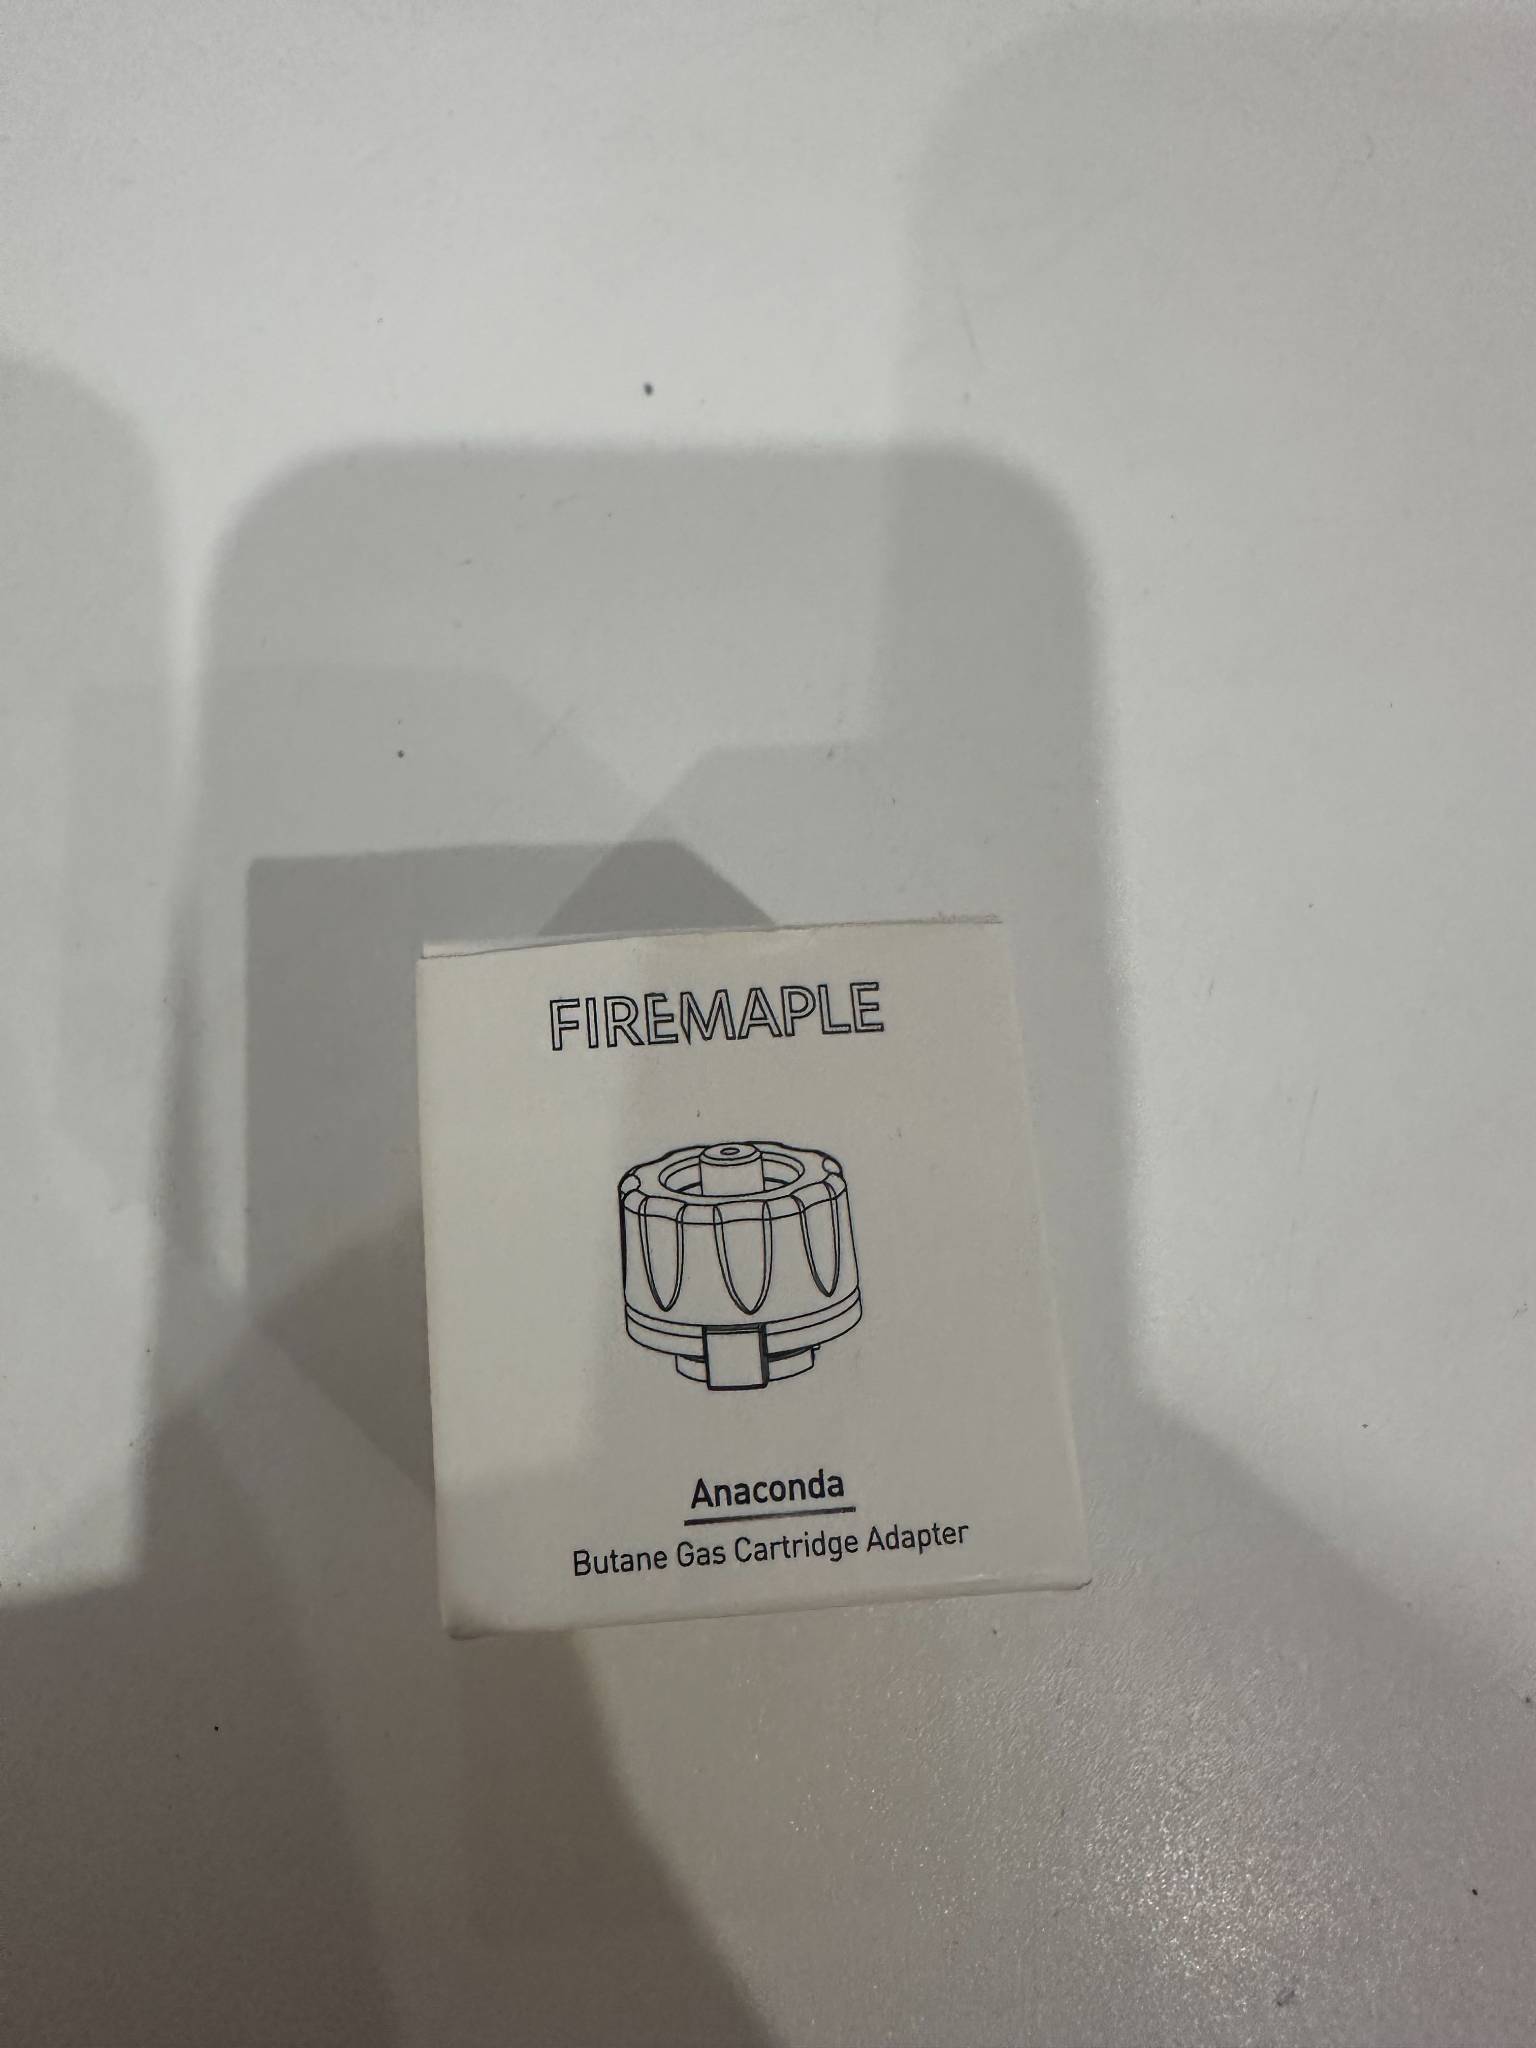 FIREMAPLE
Anaconda
Butane Gas Cartridge Adapter